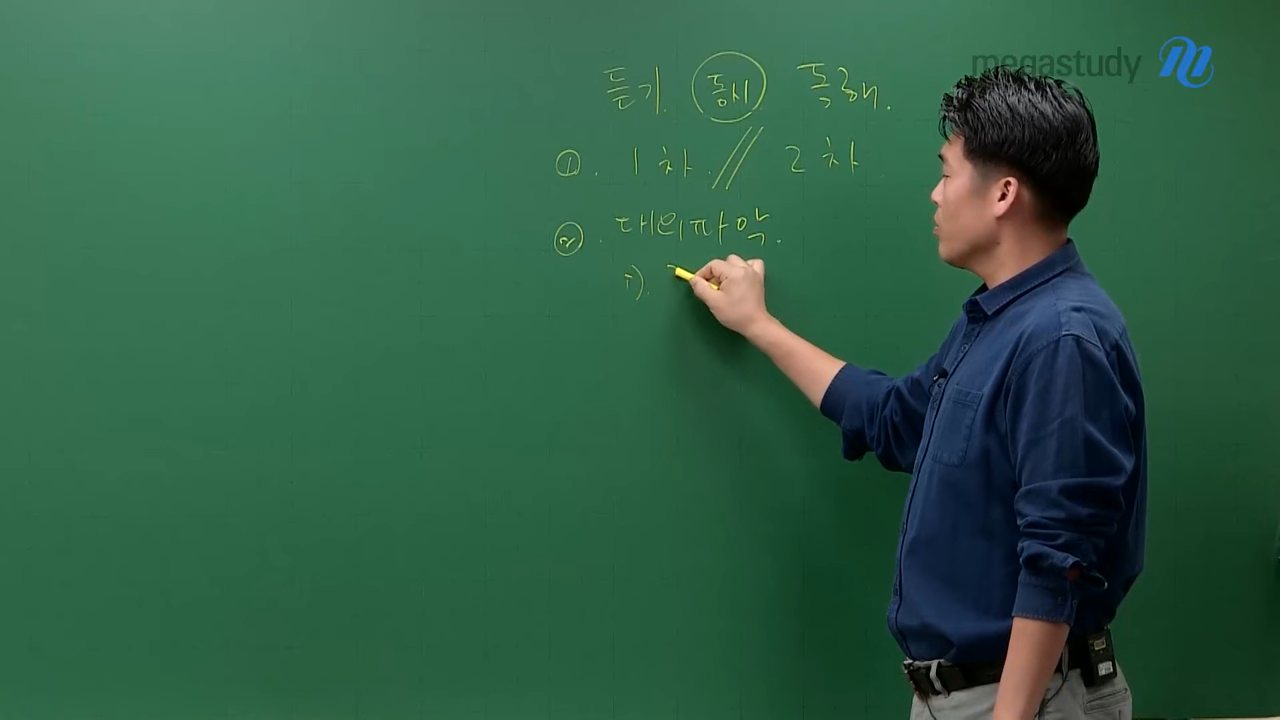 megastudy
듣기. 동시 독해.
①. 1차. // 2차
②. 대의파악.
i).